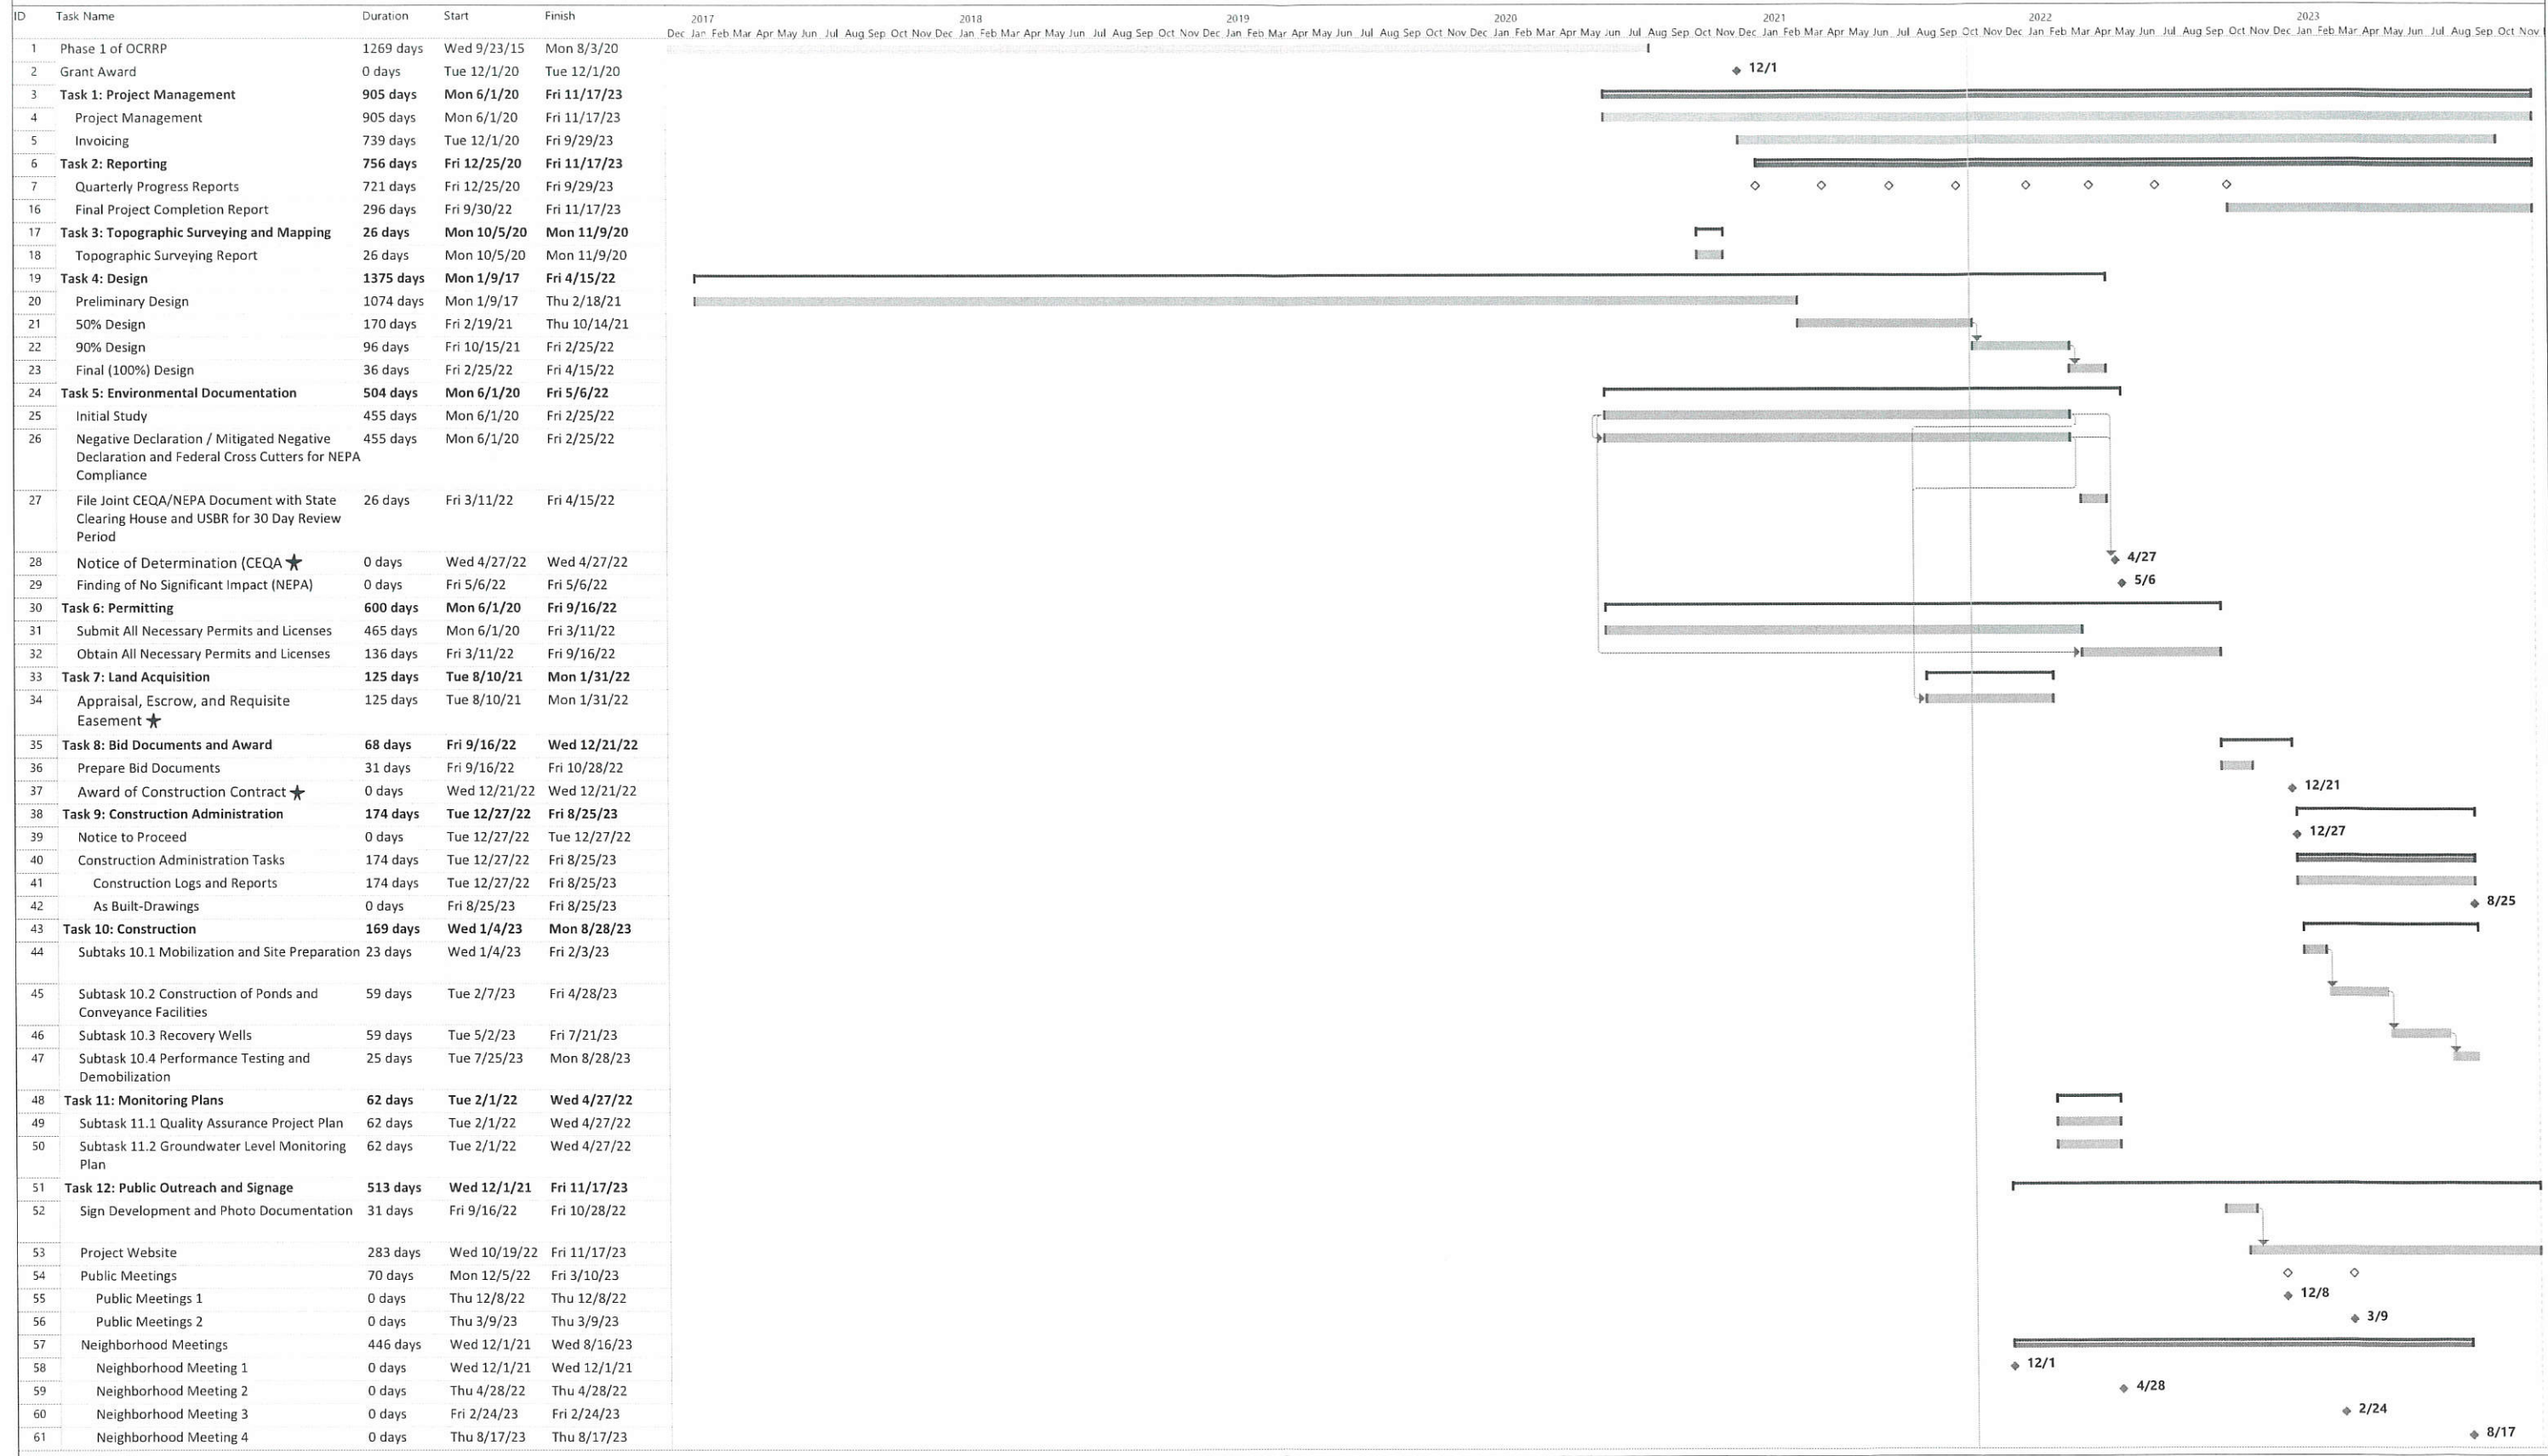 ID Task Name Duration Start Finish 2017 2018 2019 2020 2021 2022 2023
Dec Jan Feb Mar Apr May Jun Jul Aug Sep Oct Nov Dec Jan Feb Mar Apr May Jun Jul Aug Sep Oct Nov Dec Jan Feb Mar Apr May Jun Jul Aug Sep Oct Nov Dec Jan Feb Mar Apr May Jun Jul Aug Sep Oct Nov Dec Jan Feb Mar Apr May Jun Jul Aug Sep Oct Nov Dec Jan Feb Mar Apr May Jun Jul Aug Sep Oct Nov Dec Jan Feb Mar Apr May Jun Jul Aug Sep Oct Nov
1 Phase 1 of OCRRP 1269 days Wed 9/23/15 Mon 8/3/20
2 Grant Award 0 days Tue 12/1/20 Tue 12/1/20 12/1
3 Task 1: Project Management 905 days Mon 6/1/20 Fri 11/17/23
4 Project Management 905 days Mon 6/1/20 Fri 11/17/23
5 Invoicing 739 days Tue 12/1/20 Fri 9/29/23
6 Task 2: Reporting 756 days Fri 12/25/20 Fri 11/17/23
7 Quarterly Progress Reports 721 days Fri 12/25/20 Fri 9/29/23
16 Final Project Completion Report 296 days Fri 9/30/22 Fri 11/17/23
17 Task 3: Topographic Surveying and Mapping 26 days Mon 10/5/20 Mon 11/9/20
18 Topographic Surveying Report 26 days Mon 10/5/20 Mon 11/9/20
19 Task 4: Design 1375 days Mon 1/9/17 Fri 4/15/22
20 Preliminary Design 1074 days Mon 1/9/17 Thu 2/18/21
21 50% Design 170 days Fri 2/19/21 Thu 10/14/21
22 90% Design 96 days Fri 10/15/21 Fri 2/25/22
23 Final (100%) Design 36 days Fri 2/25/22 Fri 4/15/22
24 Task 5: Environmental Documentation 504 days Mon 6/1/20 Fri 5/6/22
25 Initial Study 455 days Mon 6/1/20 Fri 2/25/22
26 Negative Declaration / Mitigated Negative 455 days Mon 6/1/20 Fri 2/25/22
Declaration and Federal Cross Cutters for NEPA
Compliance
27 File Joint CEQA/NEPA Document with State 26 days Fri 3/11/22 Fri 4/15/22
Clearing House and USBR for 30 Day Review
Period
28 Notice of Determination (CEQA ★ 0 days Wed 4/27/22 Wed 4/27/22 4/27
29 Finding of No Significant Impact (NEPA) 0 days Fri 5/6/22 Fri 5/6/22 5/6
30 Task 6: Permitting 600 days Mon 6/1/20 Fri 9/16/22
31 Submit All Necessary Permits and Licenses 465 days Mon 6/1/20 Fri 3/11/22
32 Obtain All Necessary Permits and Licenses 136 days Fri 3/11/22 Fri 9/16/22
33 Task 7: Land Acquisition 125 days Tue 8/10/21 Mon 1/31/22
34 Appraisal, Escrow, and Requisite 125 days Tue 8/10/21 Mon 1/31/22
Easement ★
35 Task 8: Bid Documents and Award 68 days Fri 9/16/22 Wed 12/21/22
36 Prepare Bid Documents 31 days Fri 9/16/22 Fri 10/28/22
37 Award of Construction Contract ★ 0 days Wed 12/21/22 Wed 12/21/22 12/21
38 Task 9: Construction Administration 174 days Tue 12/27/22 Fri 8/25/23
39 Notice to Proceed 0 days Tue 12/27/22 Tue 12/27/22 12/27
40 Construction Administration Tasks 174 days Tue 12/27/22 Fri 8/25/23
41 Construction Logs and Reports 174 days Tue 12/27/22 Fri 8/25/23
42 As Built-Drawings 0 days Fri 8/25/23 Fri 8/25/23 8/25
43 Task 10: Construction 169 days Wed 1/4/23 Mon 8/28/23
44 Subtaks 10.1 Mobilization and Site Preparation 23 days Wed 1/4/23 Fri 2/3/23
45 Subtask 10.2 Construction of Ponds and 59 days Tue 2/7/23 Fri 4/28/23
Conveyance Facilities
46 Subtask 10.3 Recovery Wells 59 days Tue 5/2/23 Fri 7/21/23
47 Subtask 10.4 Performance Testing and 25 days Tue 7/25/23 Mon 8/28/23
Demobilization
48 Task 11: Monitoring Plans 62 days Tue 2/1/22 Wed 4/27/22
49 Subtask 11.1 Quality Assurance Project Plan 62 days Tue 2/1/22 Wed 4/27/22
50 Subtask 11.2 Groundwater Level Monitoring 62 days Tue 2/1/22 Wed 4/27/22
Plan
51 Task 12: Public Outreach and Signage 513 days Wed 12/1/21 Fri 11/17/23
52 Sign Development and Photo Documentation 31 days Fri 9/16/22 Fri 10/28/22
53 Project Website 283 days Wed 10/19/22 Fri 11/17/23
54 Public Meetings 70 days Mon 12/5/22 Fri 3/10/23
55 Public Meetings 1 0 days Thu 12/8/22 Thu 12/8/22 12/8
56 Public Meetings 2 0 days Thu 3/9/23 Thu 3/9/23 3/9
57 Neighborhood Meetings 446 days Wed 12/1/21 Wed 8/16/23
58 Neighborhood Meeting 1 0 days Wed 12/1/21 Wed 12/1/21 12/1
59 Neighborhood Meeting 2 0 days Thu 4/28/22 Thu 4/28/22 4/28
60 Neighborhood Meeting 3 0 days Fri 2/24/23 Fri 2/24/23 2/24
61 Neighborhood Meeting 4 0 days Thu 8/17/23 Thu 8/17/23 8/17